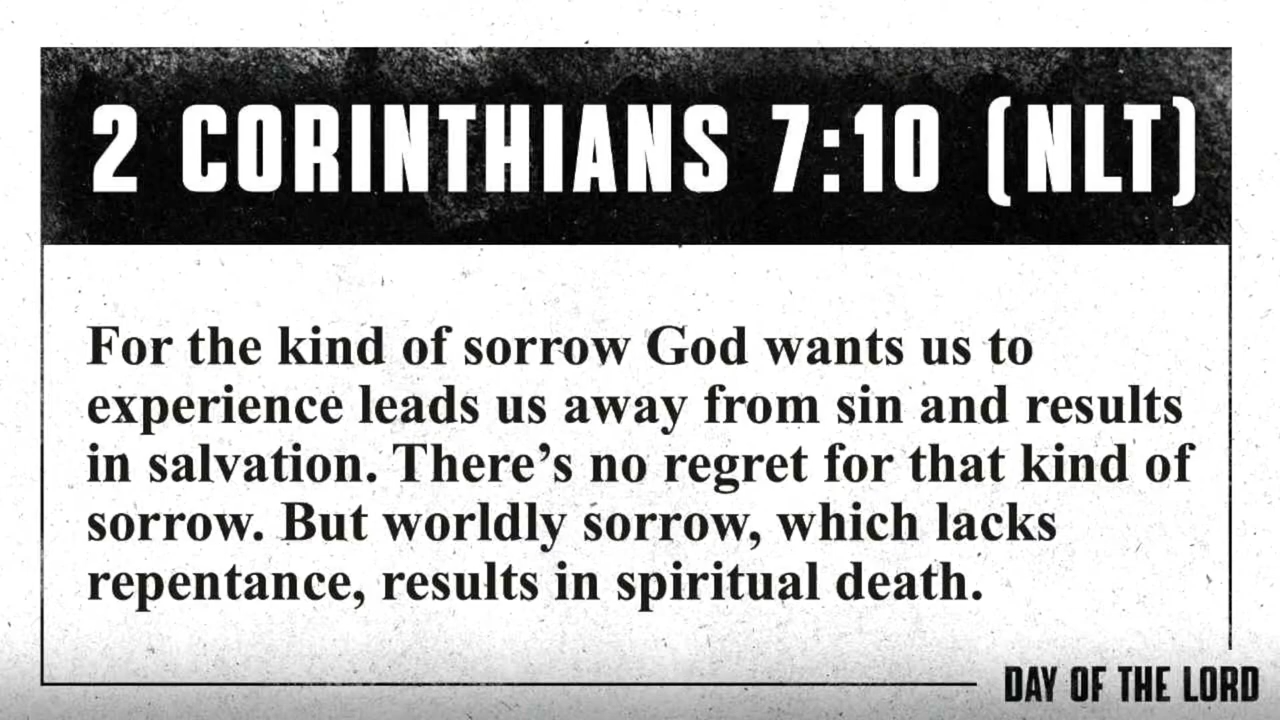 2 CORINTHIANS 7:10 (NLT)
For the kind of sorrow God wants us to
experience leads us away from sin and results
in salvation. There’s no regret for that kind of
sorrow. But worldly sorrow, which lacks
repentance, results in spiritual death.
DAY OF THE LORD